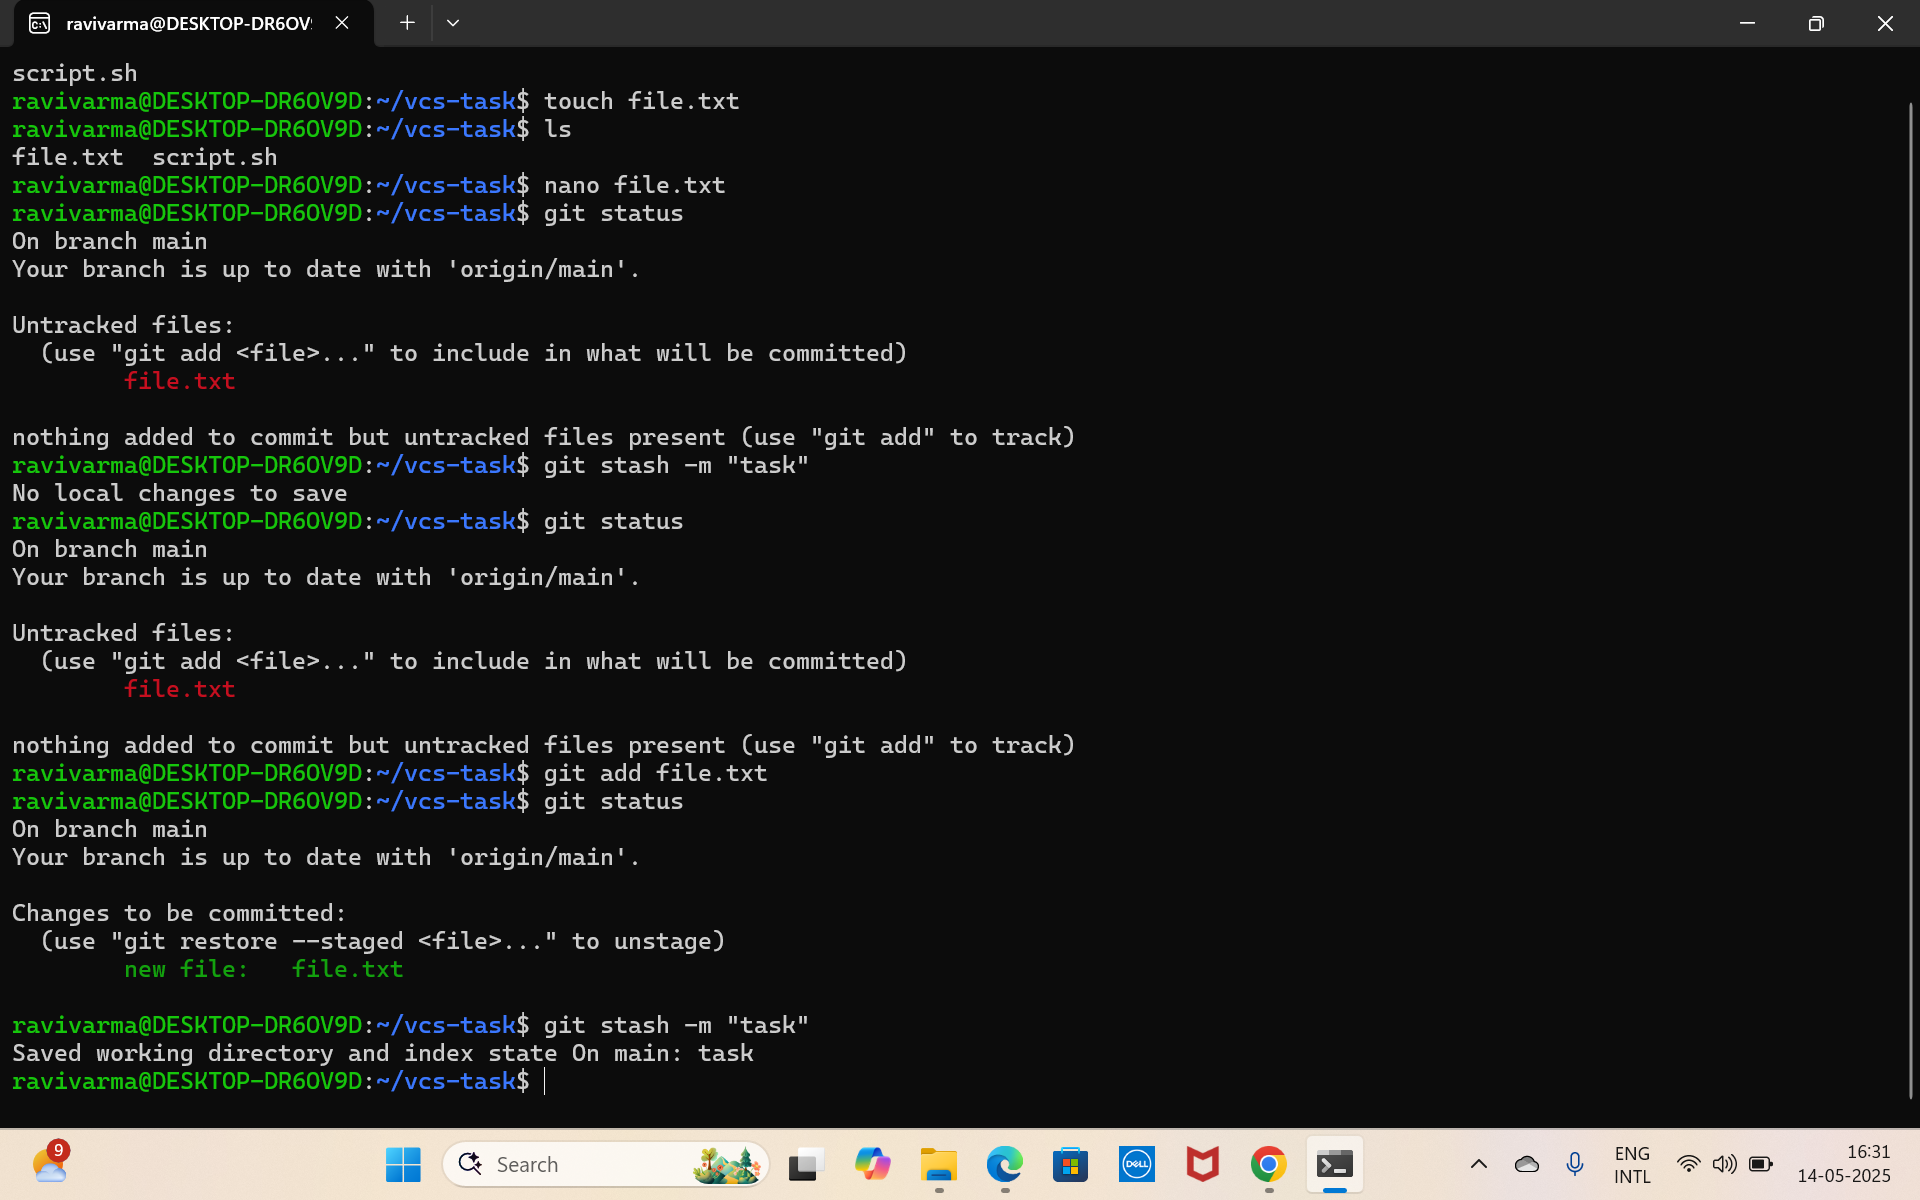 ravivarma@DESKTOP-DR6OV9
script.sh
ravivarma@DESKTOP-DR6OV9D:~/vcs-task$ touch file.txt
ravivarma@DESKTOP-DR6OV9D:~/vcs-task$ ls
file.txt  script.sh
ravivarma@DESKTOP-DR6OV9D:~/vcs-task$ nano file.txt
ravivarma@DESKTOP-DR6OV9D:~/vcs-task$ git status
On branch main
Your branch is up to date with 'origin/main'.
Untracked files:
  (use "git add <file>..." to include in what will be committed)
        file.txt
nothing added to commit but untracked files present (use "git add" to track)
ravivarma@DESKTOP-DR6OV9D:~/vcs-task$ git stash -m "task"
No local changes to save
ravivarma@DESKTOP-DR6OV9D:~/vcs-task$ git status
On branch main
Your branch is up to date with 'origin/main'.
Untracked files:
  (use "git add <file>..." to include in what will be committed)
        file.txt
nothing added to commit but untracked files present (use "git add" to track)
ravivarma@DESKTOP-DR6OV9D:~/vcs-task$ git add file.txt
ravivarma@DESKTOP-DR6OV9D:~/vcs-task$ git status
On branch main
Your branch is up to date with 'origin/main'.
Changes to be committed:
  (use "git restore --staged <file>..." to unstage)
        new file:   file.txt
ravivarma@DESKTOP-DR6OV9D:~/vcs-task$ git stash -m "task"
Saved working directory and index state On main: task
ravivarma@DESKTOP-DR6OV9D:~/vcs-task$
9
Search
DELL
ENG
INTL
16:31
14-05-2025